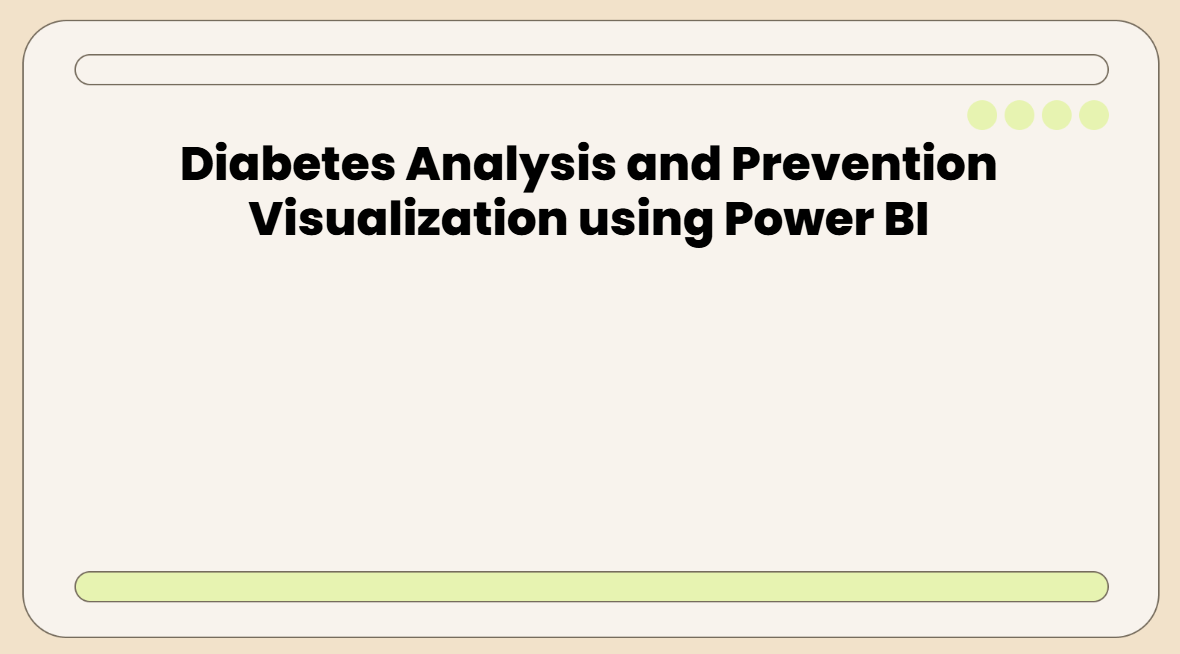 Diabetes Analysis and Prevention
Visualization using Power BI